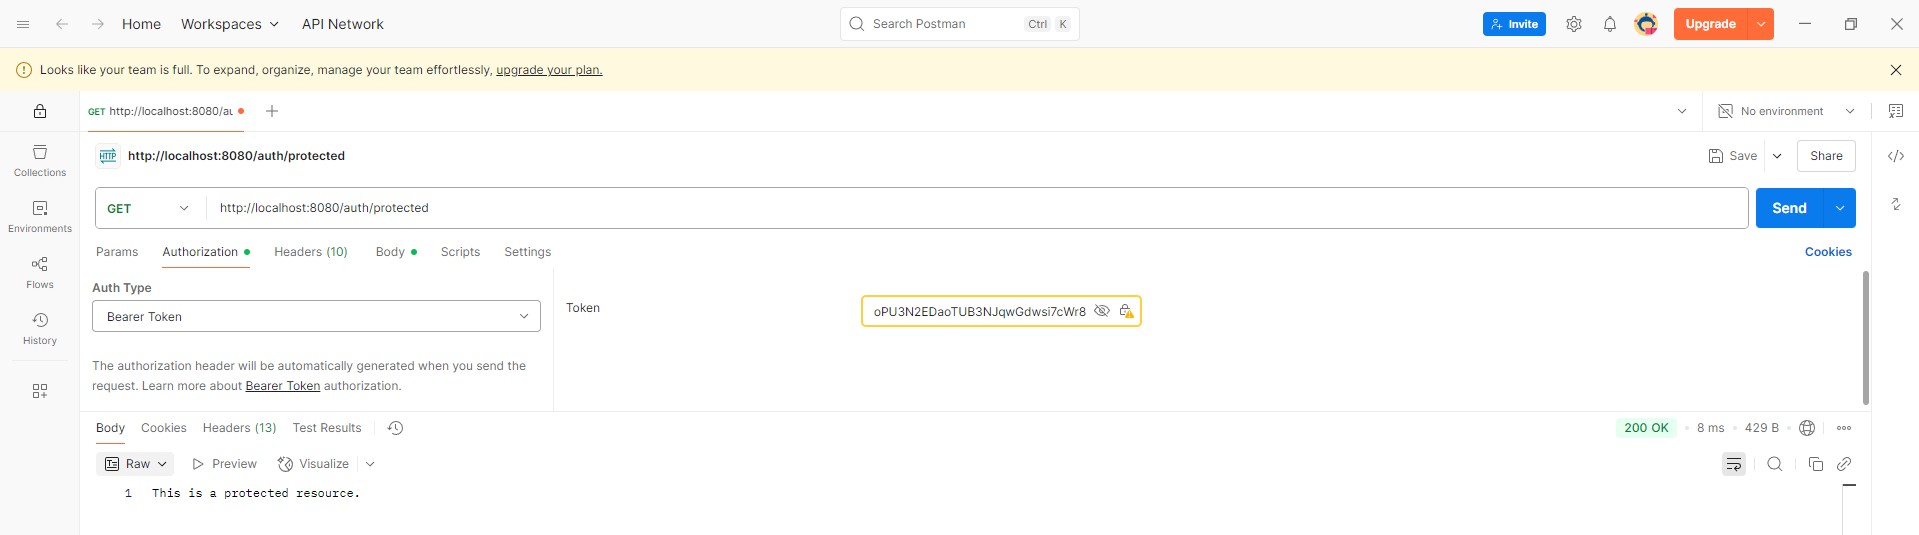 Home Workspaces API Network Search Postman Ctrl K Invite Upgrade
Looks like your team is full. To expand, organize, manage your team effortlessly, upgrade your plan.
GET http://localhost:8080/au No environment
HTTP http://localhost:8080/auth/protected Save Share
Collections
GET http://localhost:8080/auth/protected Send
Environments
Params Authorization Headers (10) Body Scripts Settings Cookies
Flows
Auth Type
Bearer Token
Token oPU3N2EDaoTUB3NJqwGdwsi7cWr8
History
The authorization header will be automatically generated when you send the
request. Learn more about Bearer Token authorization.
Body Cookies Headers (13) Test Results 200 OK • 8 ms • 429 B
Raw Preview Visualize
1 This is a protected resource.